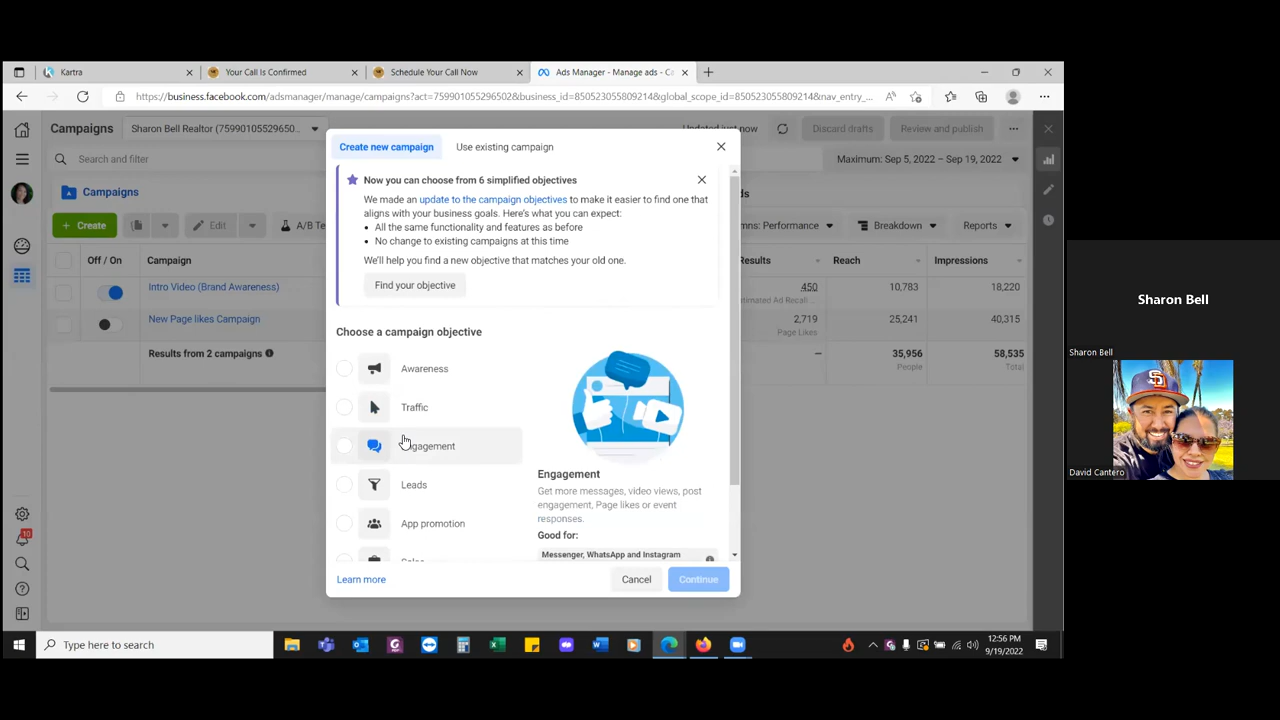 Kartra
Your Call Is Confirmed
Schedule Your Call Now
Ads Manager - Manage ads - Ca
https://business.facebook.com/adsmanager/manage/campaigns?act=759901055296502&business_id=850523055809214&global_scope_id=850523055809214&nav_entry_...
Campaigns
Sharon Bell Realtor (75990105529650...
Updated just now
Discard drafts
Review and publish
Search and filter
Maximum: Sep 5, 2022 – Sep 19, 2022
Campaigns
ds
+ Create
Edit
A/B Te
mns: Performance
Breakdown
Reports
Off / On
Campaign
Results
Reach
Impressions
Intro Video (Brand Awareness)
450
10,783
18,220
timated Ad Recall ...
New Page likes Campaign
2,719
25,241
40,315
Page Likes
Results from 2 campaigns
—
35,956
58,535
People
Total
Create new campaign
Use existing campaign
Now you can choose from 6 simplified objectives
We made an update to the campaign objectives to make it easier to find one that
aligns with your business goals. Here's what you can expect:
• All the same functionality and features as before
• No change to existing campaigns at this time
We'll help you find a new objective that matches your old one.
Find your objective
Choose a campaign objective
Awareness
Traffic
gagement
Leads
App promotion
Engagement
Get more messages, video views, post
engagement, Page likes or event
responses.
Good for:
Messenger, WhatsApp and Instagram
Learn more
Cancel
Continue
10
Type here to search
12:56 PM
9/19/2022
Sharon Bell
Sharon Bell
David Cantero